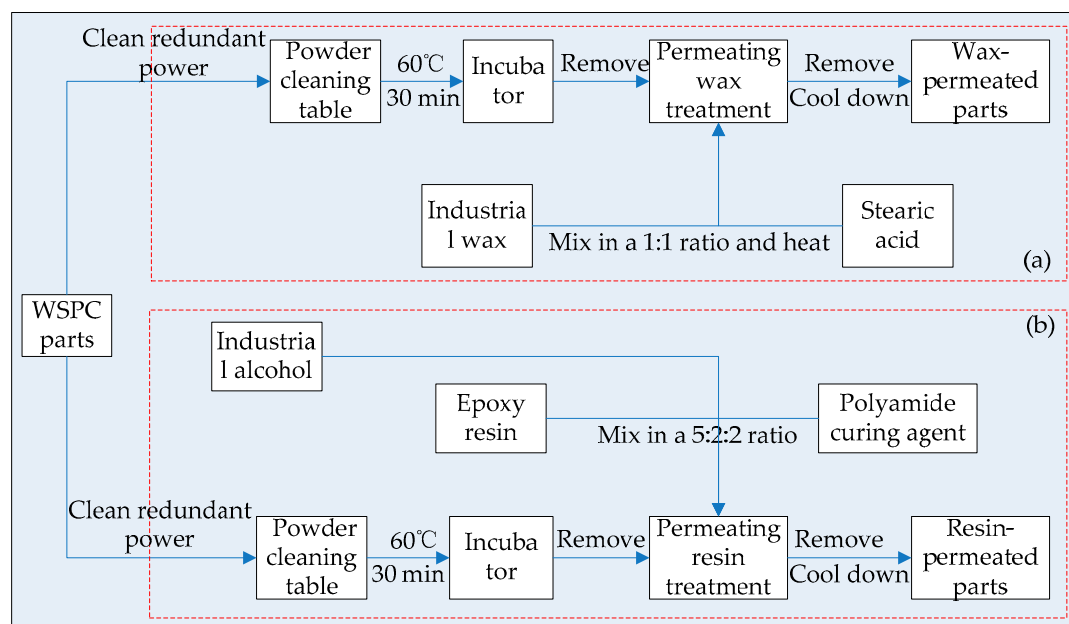 Clean redundant
power
Powder
cleaning
table
60℃
30 min
Incuba
tor
Remove
Permeating
wax
treatment
Remove
Cool down
Wax-
permeated
parts
Industria
l wax
Mix in a 1:1 ratio and heat
Stearic
acid
(a)
WSPC
parts
(b)
Industria
l alcohol
Epoxy
resin
Mix in a 5:2:2 ratio
Polyamide
curing agent
Clean redundant
power
Powder
cleaning
table
60℃
30 min
Incuba
tor
Remove
Permeating
resin
treatment
Remove
Cool down
Resin-
permeated
parts